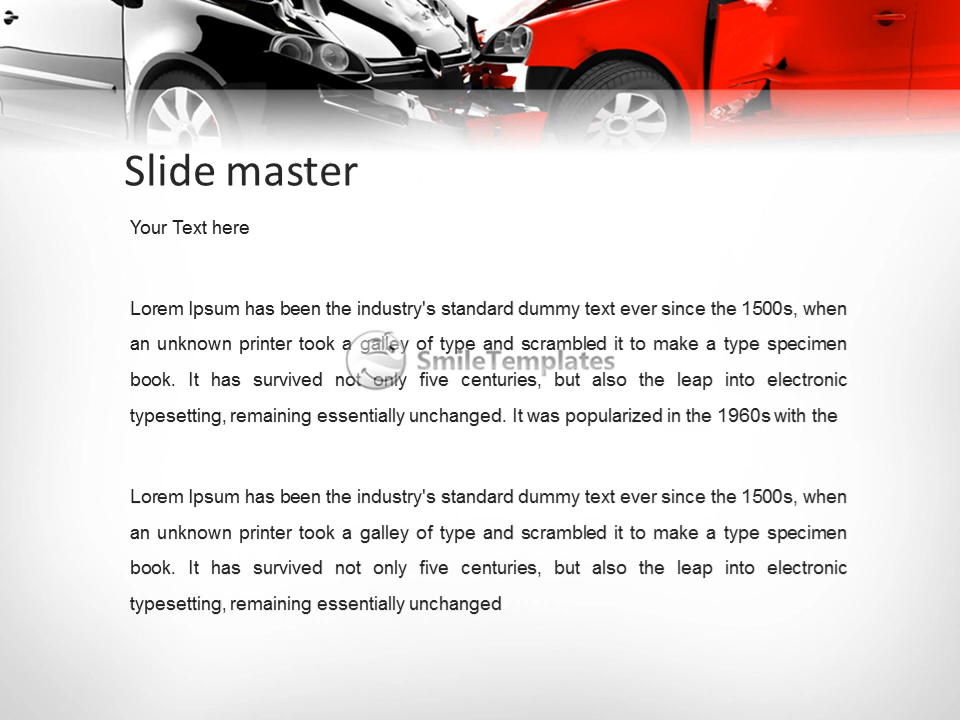 Slide master
Your Text here
Lorem Ipsum has been the industry's standard dummy text ever since the 1500s, when
an unknown printer took a galley of type and scrambled it to make a type specimen
book. It has survived not only five centuries, but also the leap into electronic
typesetting, remaining essentially unchanged. It was popularized in the 1960s with the
SmileTemplates
Lorem Ipsum has been the industry's standard dummy text ever since the 1500s, when
an unknown printer took a galley of type and scrambled it to make a type specimen
book. It has survived not only five centuries, but also the leap into electronic
typesetting, remaining essentially unchanged